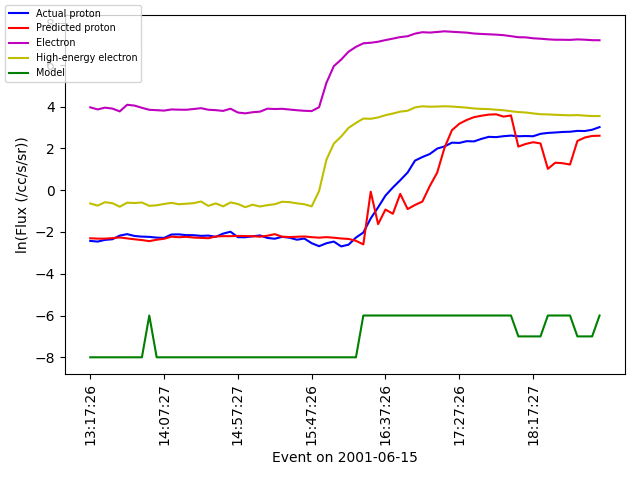 Actual proton
Predicted proton
Electron
High-energy electron
Model
4
2
0
−2
−4
−6
−8
ln(Flux (/cc/s/sr))
13:17:26
14:07:27
14:57:27
15:47:26
16:37:26
17:27:26
18:17:27
Event on 2001-06-15